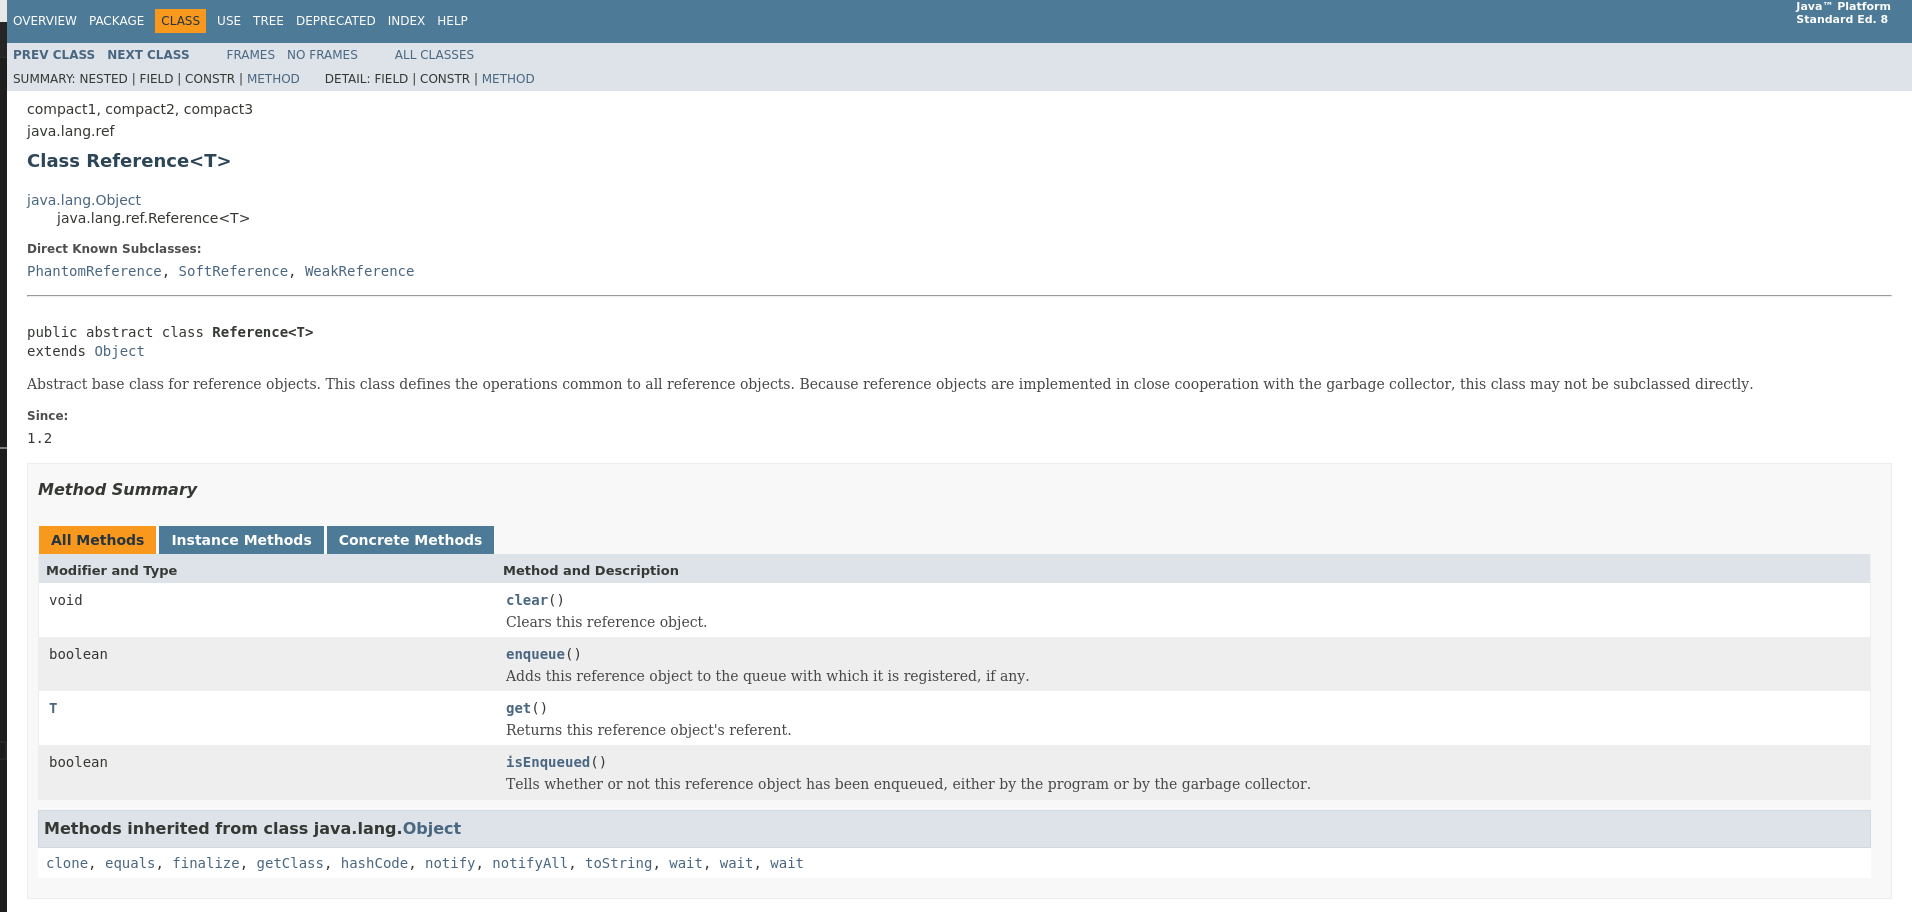 OVERVIEW PACKAGE CLASS USE TREE DEPRECATED INDEX HELP
Java™ Platform
Standard Ed. 8
PREV CLASS NEXT CLASS FRAMES NO FRAMES ALL CLASSES
SUMMARY: NESTED | FIELD | CONSTR | METHOD DETAIL: FIELD | CONSTR | METHOD
compact1, compact2, compact3
java.lang.ref
Class Reference<T>
java.lang.Object
java.lang.ref.Reference<T>
Direct Known Subclasses:
PhantomReference, SoftReference, WeakReference
public abstract class Reference<T>
extends Object
Abstract base class for reference objects. This class defines the operations common to all reference objects. Because reference objects are implemented in close cooperation with the garbage collector, this class may not be subclassed directly.
Since:
1.2
Method Summary
All Methods Instance Methods Concrete Methods
Modifier and Type Method and Description
void clear()
Clears this reference object.
boolean enqueue()
Adds this reference object to the queue with which it is registered, if any.
T get()
Returns this reference object's referent.
boolean isEnqueued()
Tells whether or not this reference object has been enqueued, either by the program or by the garbage collector.
Methods inherited from class java.lang.Object
clone, equals, finalize, getClass, hashCode, notify, notifyAll, toString, wait, wait, wait